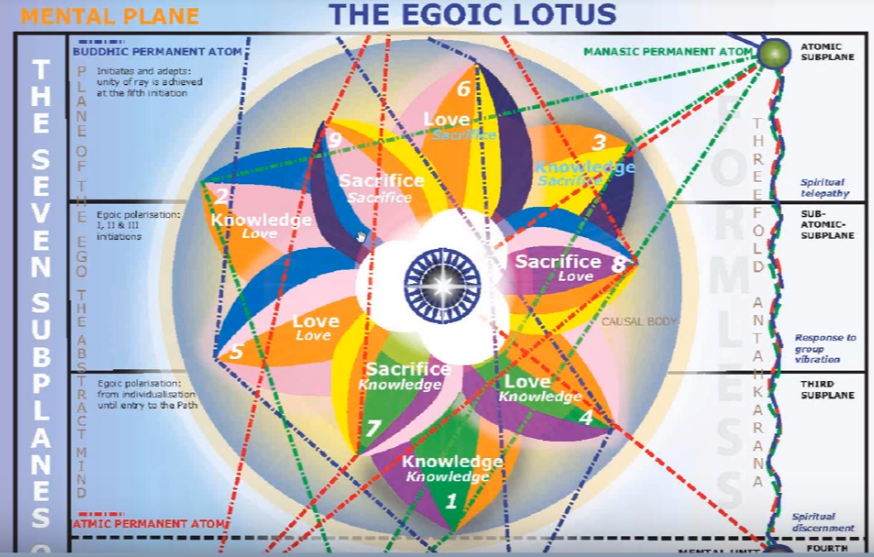 MENTAL PLANE
THE EGOIC LOTUS
THE SEVEN SUBPLANES O
BUDDHIC PERMANENT ATOM
PLANE OF THE EGO THE ABSTRACT MIND
Initiates and adepts:
unity of ray is achieved
at the fifth initiation
Egoic polarisation:
I, II & III
initiations
Egoic polarisation:
from individualisation
until entry to the Path
ATMIC PERMANENT ATOM
MANASIC PERMANENT ATOM
6
Love
Sacrifice
9
Sacrifice
Sacrifice
3
Knowledge
Sacrifice
2
Knowledge
Love
Sacrifice
Love
8
5
Love
Love
Sacrifice
Knowledge
7
Love
Knowledge
4
Knowledge
Knowledge
1
CAUSAL BODY
FORMLESS
THREEFOLD ANTAHKARANA
ATOMIC
SUBPLANE
Spiritual
telepathy
SUB-
ATOMIC-
SUBPLANE
Response to
group
vibration
THIRD
SUBPLANE
Spiritual
discernment
MENTAL UNIT
FOURTH